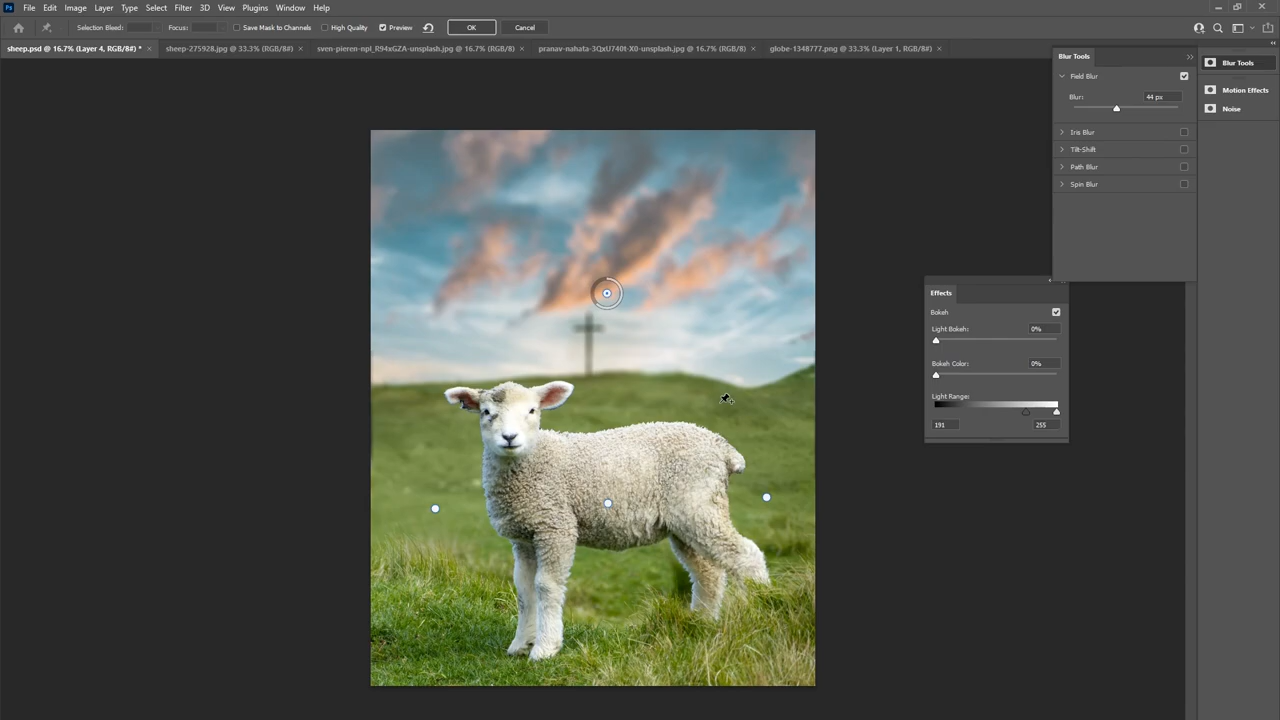 Ps File Edit Image Layer Type Select Filter 3D View Plugins Window Help
Selection Bleed: Focus: Save Mask to Channels High Quality Preview OK Cancel
sheep.psd @ 16.7% (Layer 4, RGB/8#) * × sheep-275928.jpg @ 33.3% (RGB/8#) × sven-pieren-npl_R94xGZA-unsplash.jpg @ 16.7% (RGB/8) × pranav-nahata-3QxU740t-X0-unsplash.jpg @ 16.7% (RGB/8) × globe-1348777.png @ 33.3% (Layer 1, RGB/8#) ×
Blur Tools
Field Blur
Blur: 44 px
Iris Blur
Tilt-Shift
Path Blur
Spin Blur
Blur Tools
Motion Effects
Noise
Effects
Bokeh
Light Bokeh: 0%
Bokeh Color: 0%
Light Range:
191 255